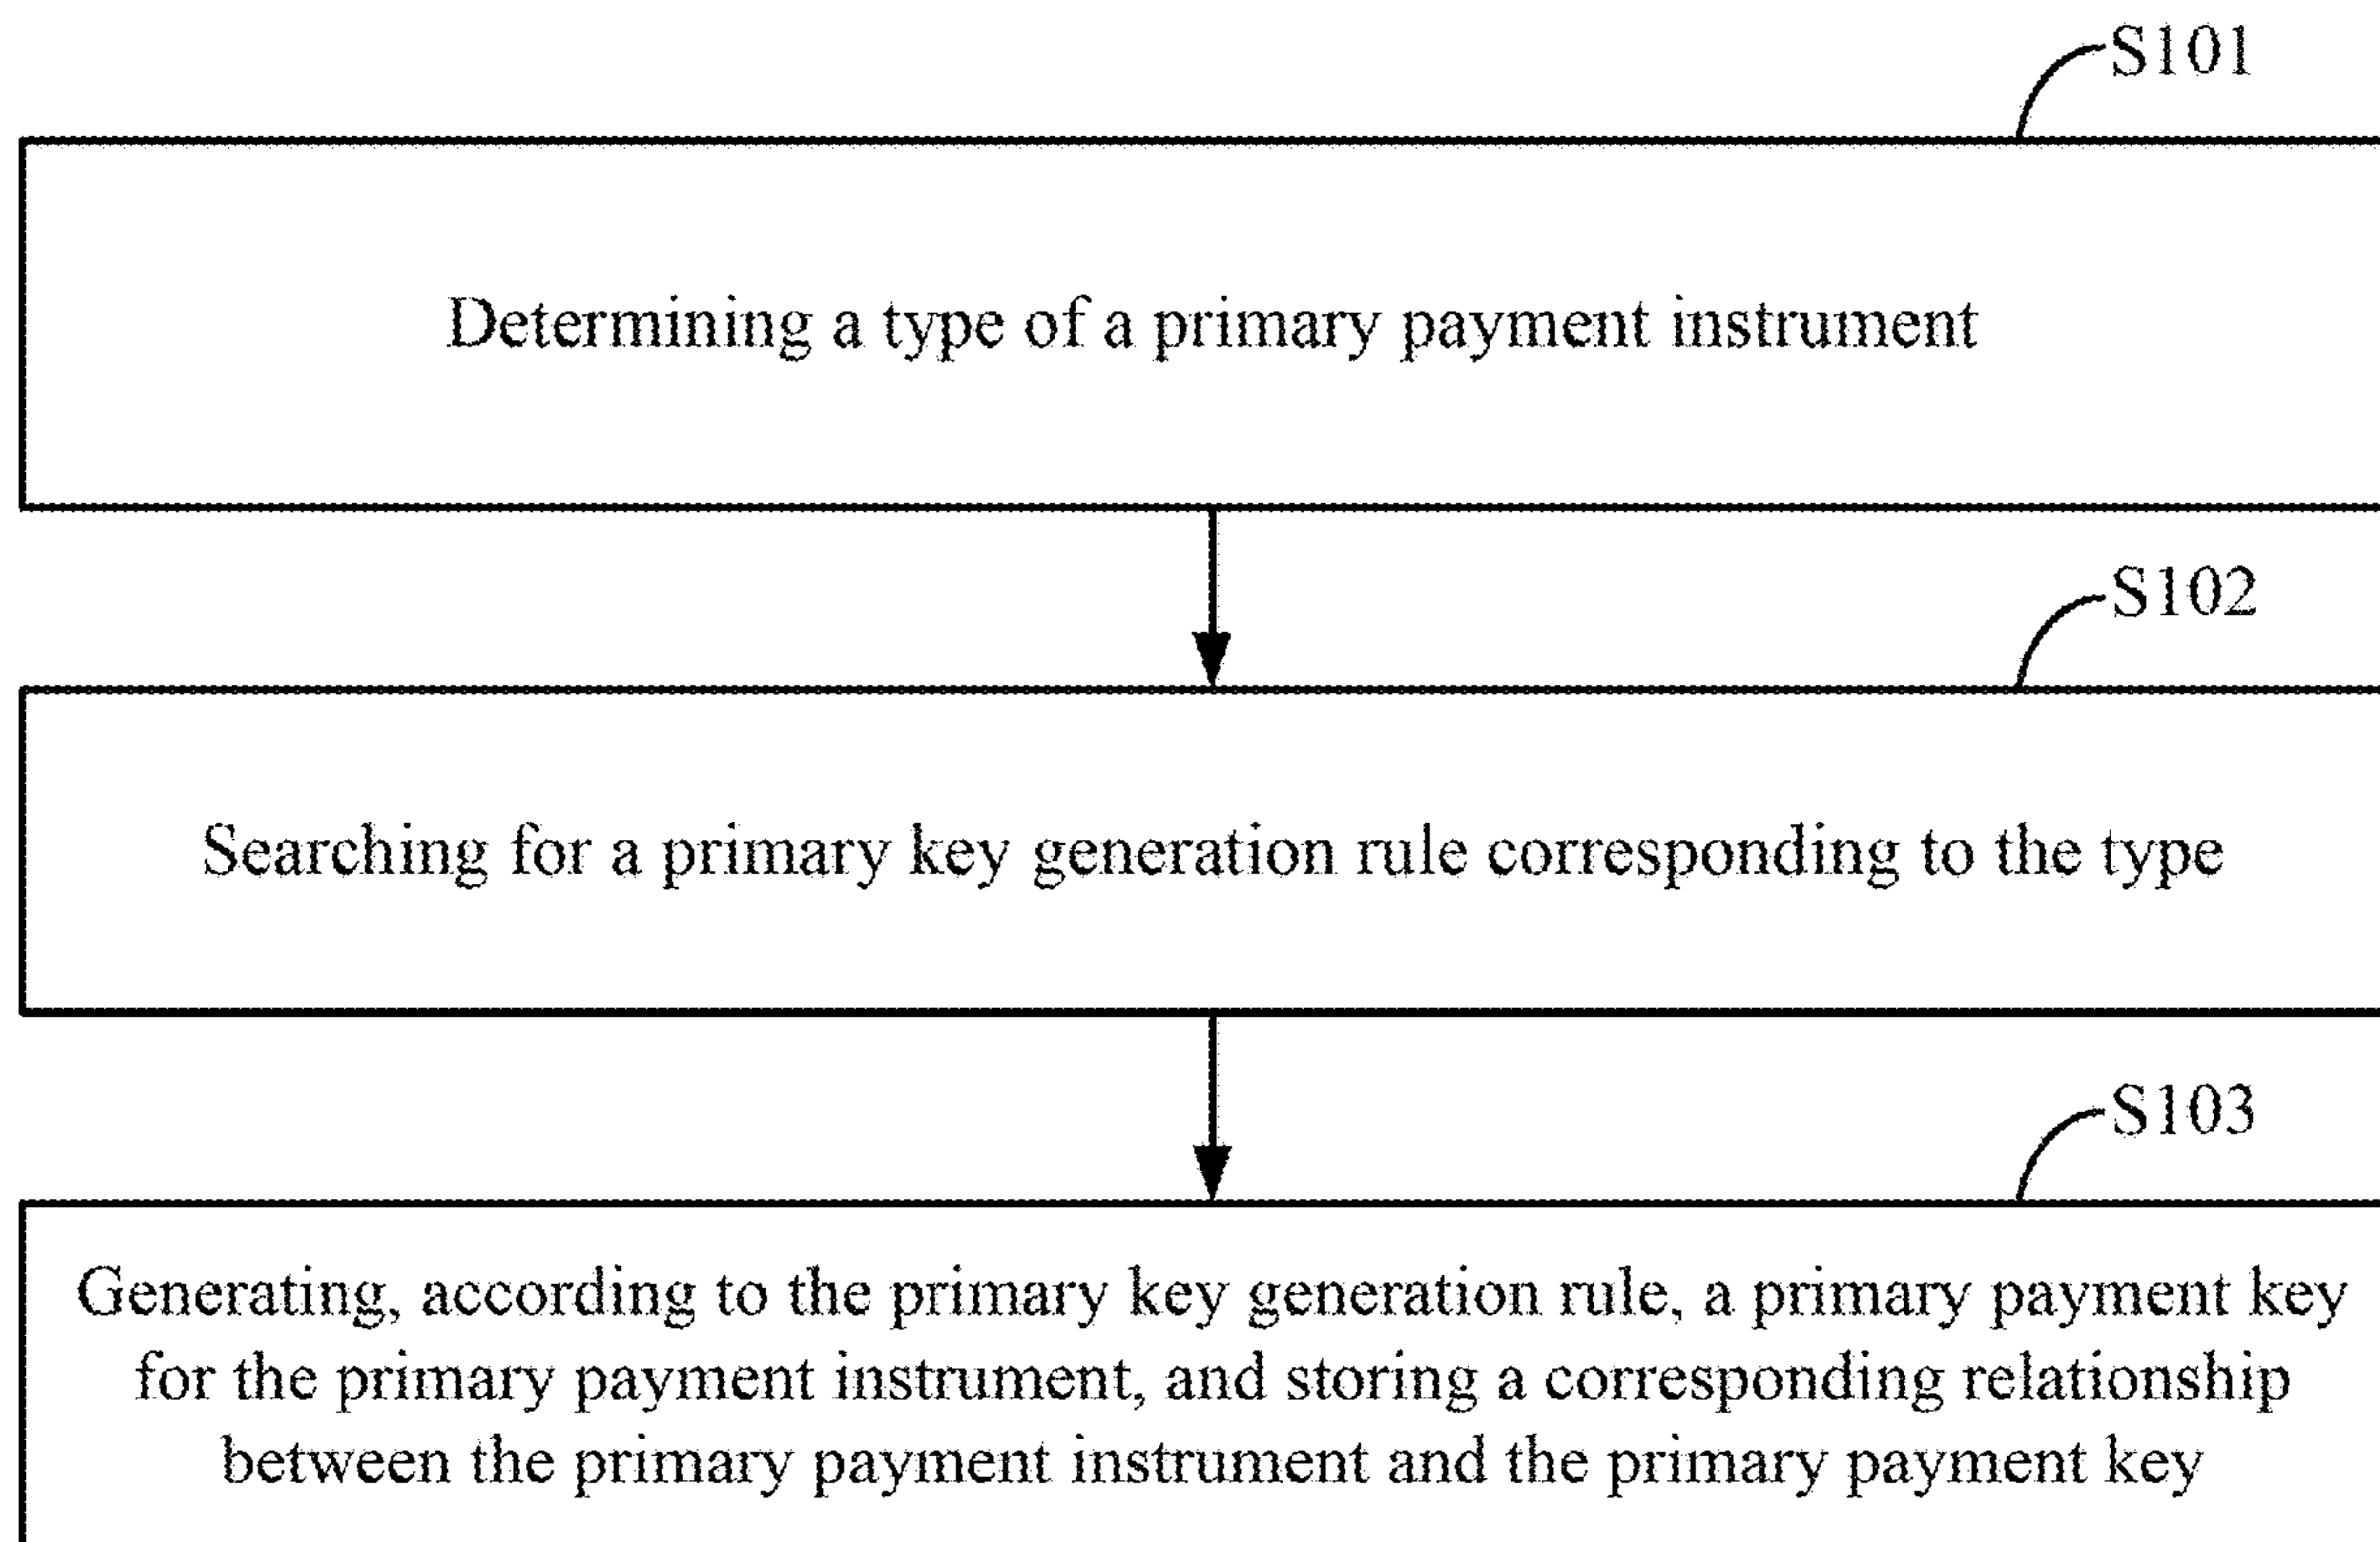 S101
Determining a type of a primary payment instrument
S102
Searching for a primary key generation rule corresponding to the type
S103
Generating, according to the primary key generation rule, a primary payment key
for the primary payment instrument, and storing a corresponding relationship
between the primary payment instrument and the primary payment key